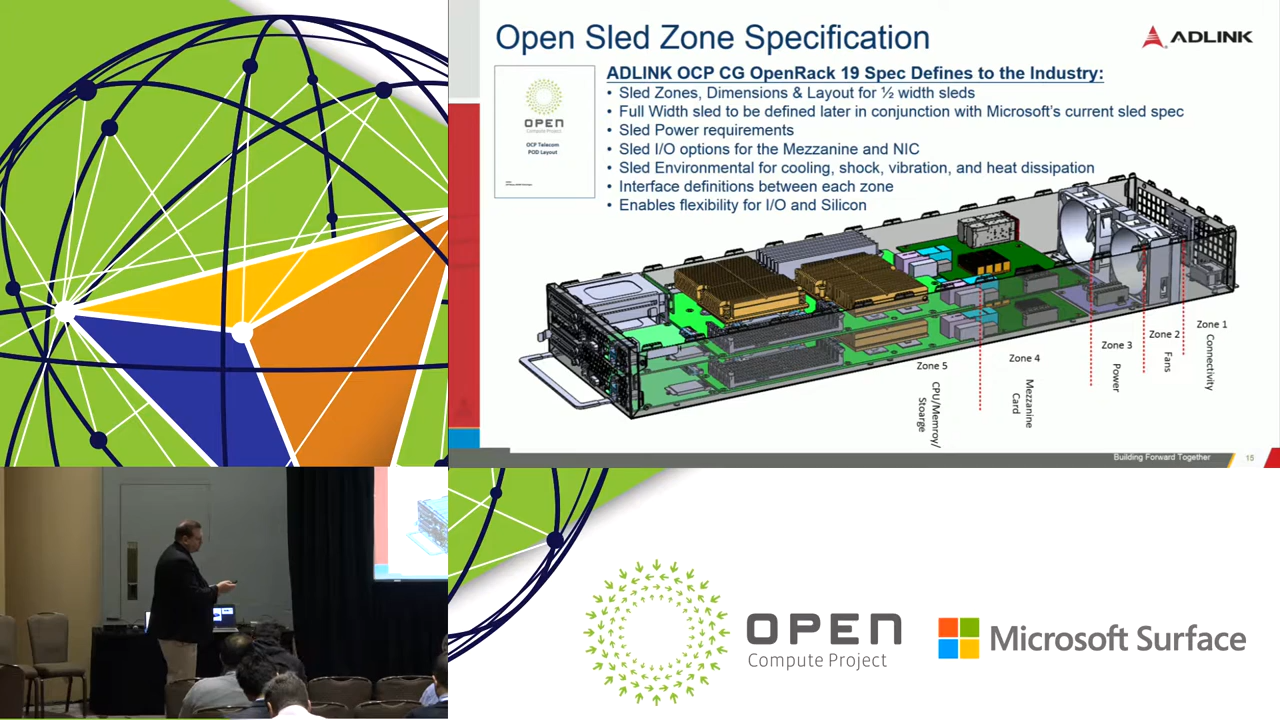 Open Sled Zone Specification
ADLINK
OPEN
Compute Project
OCP Telecom
POD Layout
ADLINK OCP CG OpenRack 19 Spec Defines to the Industry:
• Sled Zones, Dimensions & Layout for ½ width sleds
• Full Width sled to be defined later in conjunction with Microsoft's current sled spec
• Sled Power requirements
• Sled I/O options for the Mezzanine and NIC
• Sled Environmental for cooling, shock, vibration, and heat dissipation
• Interface definitions between each zone
• Enables flexibility for I/O and Silicon
Zone 5
CPU/Memroy/
Stoarge
Zone 4
Mezzanine
Card
Zone 3
Power
Zone 2
Fans
Zone 1
Connectivity
Building Forward Together
15
OPEN
Compute Project
Microsoft Surface